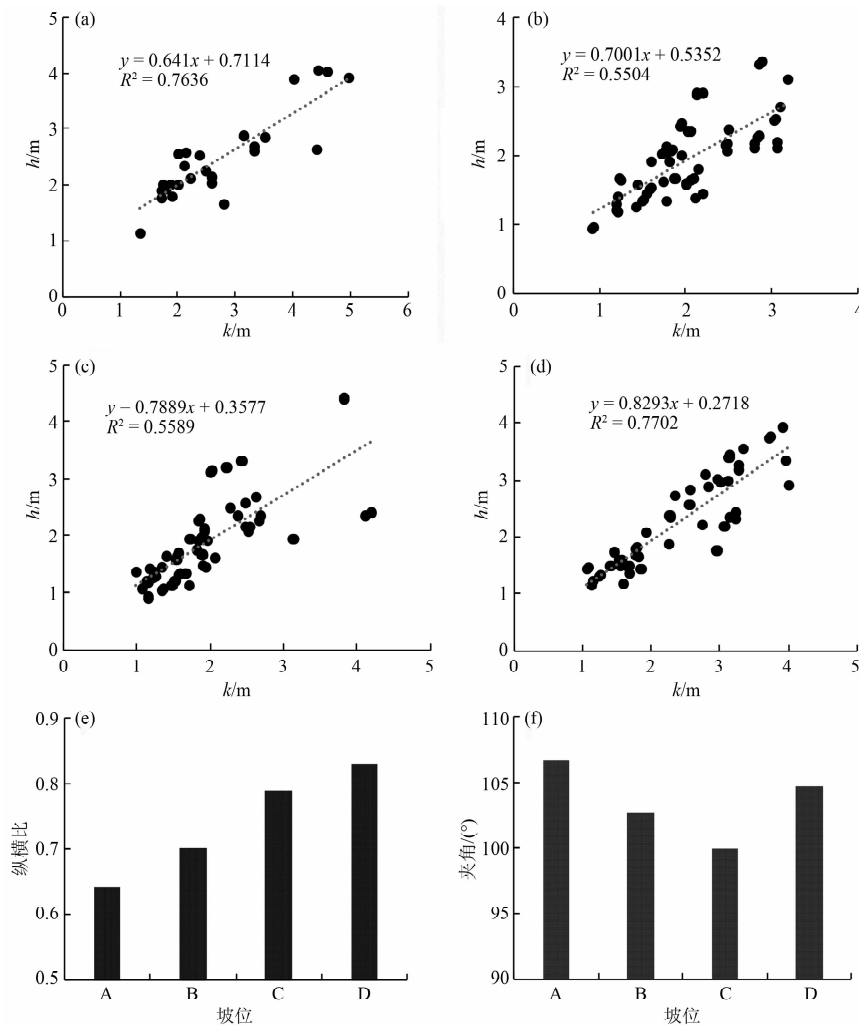 (a)
y = 0.641x + 0.7114
R² = 0.7636
5
4
3
2
1
0
h/m
0 1 2 3 4 5 6
k/m
(b)
y = 0.7001x + 0.5352
R² = 0.5504
4
3
2
1
0
h/m
0 1 2 3 4
k/m
(c)
y − 0.7889x + 0.3577
R² = 0.5589
5
4
3
2
1
0
h/m
0 1 2 3 4 5
k/m
(d)
y = 0.8293x + 0.2718
R² = 0.7702
5
4
3
2
1
0
h/m
0 1 2 3 4 5
k/m
(e)
0.9
0.8
0.7
0.6
0.5
纵横比
A B C D
坡位
(f)
110
105
100
95
90
夹角/(°)
A B C D
坡位